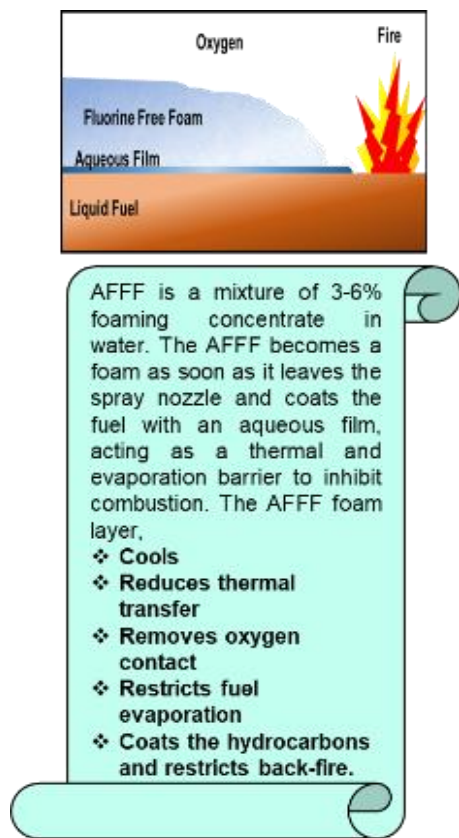 Oxygen
Fire
Fluorine Free Foam
Aqueous Film
Liquid Fuel
AFFF is a mixture of 3-6%
foaming concentrate in
water. The AFFF becomes a
foam as soon as it leaves the
spray nozzle and coats the
fuel with an aqueous film,
acting as a thermal and
evaporation barrier to inhibit
combustion. The AFFF foam
layer,
❖ Cools
❖ Reduces thermal
transfer
❖ Removes oxygen
contact
❖ Restricts fuel
evaporation
❖ Coats the hydrocarbons
and restricts back-fire.